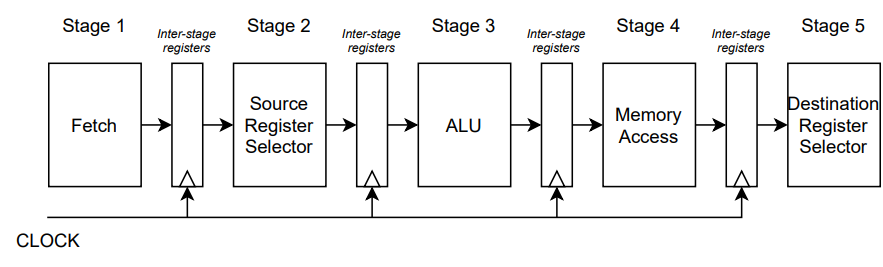 Stage 1
Stage 2
Stage 3
Stage 4
Stage 5
Inter-stage
registers
Inter-stage
registers
Inter-stage
registers
Inter-stage
registers
Fetch
Source
Register
Selector
ALU
Memory
Access
Destination
Register
Selector
CLOCK